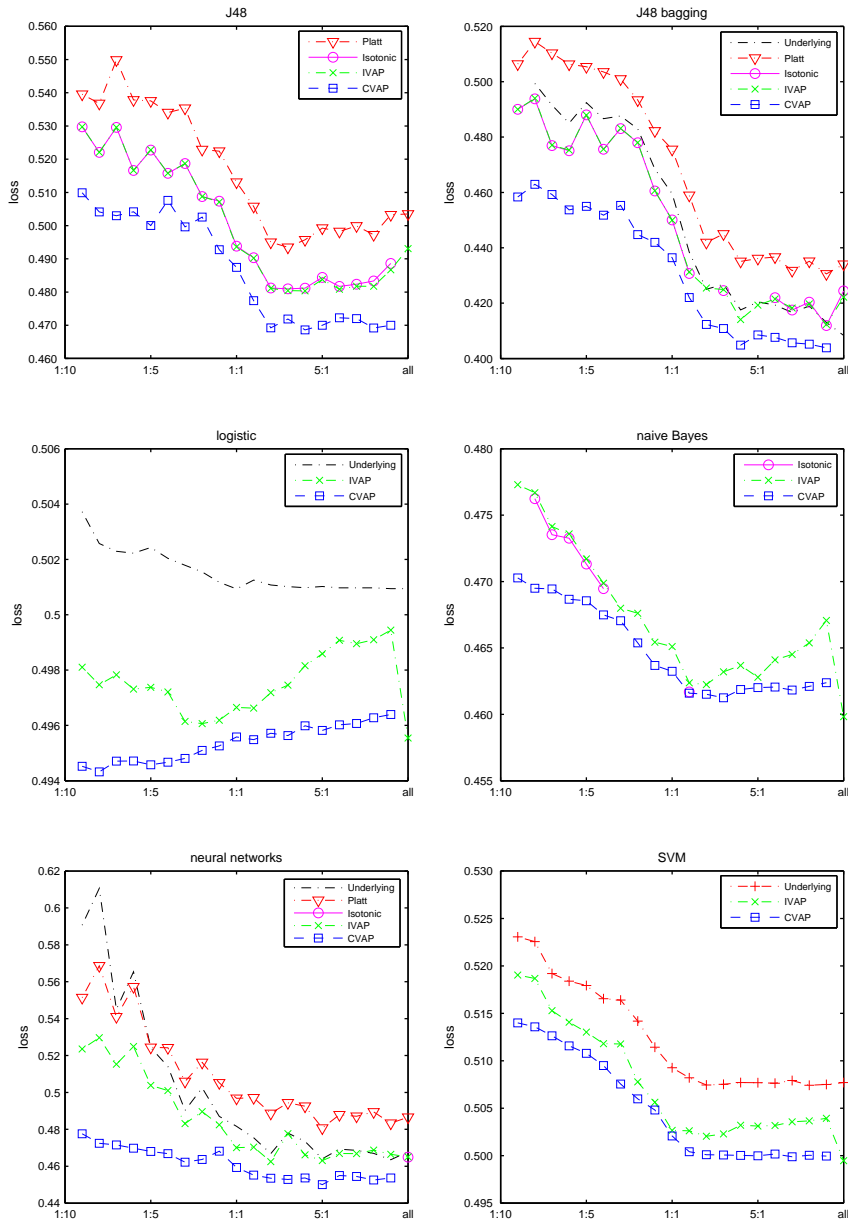 J48
0.560
0.550
0.540
0.530
0.520
0.510
0.500
0.490
0.480
0.470
0.460
loss
1:10
1:5
1:1
5:1
all
Platt
Isotonic
IVAP
CVAP
J48 bagging
0.520
0.500
0.480
0.460
0.440
0.420
0.400
loss
1:10
1:5
1:1
5:1
all
Underlying
Platt
Isotonic
IVAP
CVAP
logistic
0.506
0.504
0.502
0.5
0.498
0.496
0.494
loss
1:10
1:5
1:1
5:1
all
Underlying
IVAP
CVAP
naive Bayes
0.480
0.475
0.470
0.465
0.460
0.455
loss
1:10
1:5
1:1
5:1
all
Isotonic
IVAP
CVAP
neural networks
0.62
0.6
0.58
0.56
0.54
0.52
0.5
0.48
0.46
0.44
loss
1:10
1:5
1:1
5:1
all
Underlying
Platt
Isotonic
IVAP
CVAP
SVM
0.530
0.525
0.520
0.515
0.510
0.505
0.500
0.495
loss
1:10
1:5
1:1
5:1
all
Underlying
IVAP
CVAP